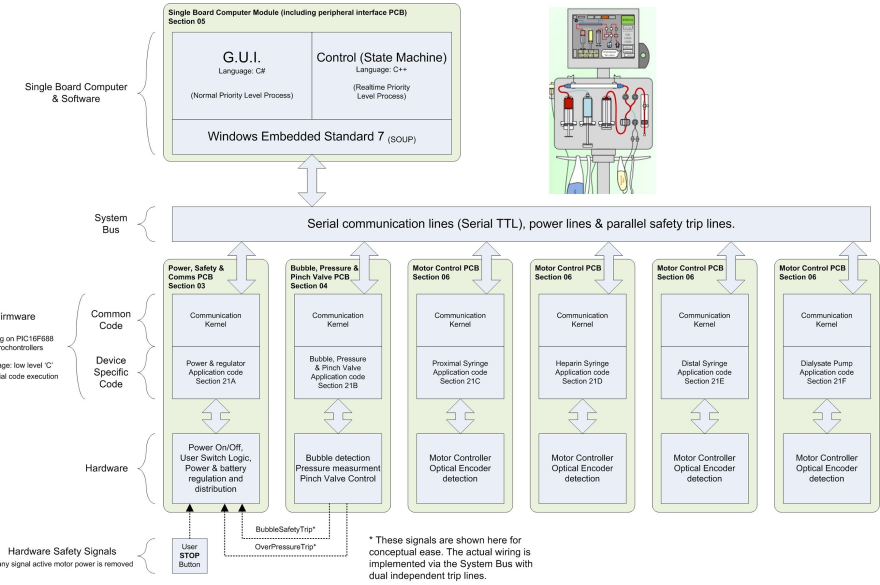 Single Board Computer Module (including peripheral interface PCB)
Section 05
G.U.I.
Language: C#
(Normal Priority Level Process)
Control (State Machine)
Language: C++
(Realtime Priority
Level Process)
Windows Embedded Standard 7 (SOUP)
Single Board Computer
& Software
System
Bus
Serial communication lines (Serial TTL), power lines & parallel safety trip lines.
Power, Safety &
Comms PCB
Section 03
Bubble, Pressure &
Pinch Valve PCB
Section 04
Motor Control PCB
Section 06
Motor Control PCB
Section 06
Motor Control PCB
Section 06
Motor Control PCB
Section 06
irmware
g on PIC16F688
rochontrollers
age: low level 'C'
ial code execution
Common
Code
Communication
Kernel
Communication
Kernel
Communication
Kernel
Communication
Kernel
Communication
Kernel
Communication
Kernel
Device
Specific
Code
Power & regulator
Application code
Section 21A
Bubble, Pressure
& Pinch Valve
Application code
Section 21B
Proximal Syringe
Application code
Section 21C
Heparin Syringe
Application code
Section 21D
Distal Syringe
Application code
Section 21E
Dialysate Pump
Application code
Section 21F
Hardware
Power On/Off,
User Switch Logic,
Power & battery
regulation and
distribution
Bubble detection
Pressure measurment
Pinch Valve Control
Motor Controller
Optical Encoder
detection
Motor Controller
Optical Encoder
detection
Motor Controller
Optical Encoder
detection
Motor Controller
Optical Encoder
detection
BubbleSafetyTrip*
OverPressureTrip*
Hardware Safety Signals
any signal active motor power is removed
User
STOP
Button
* These signals are shown here for
conceptual ease. The actual wiring is
implemented via the System Bus with
dual independent trip lines.